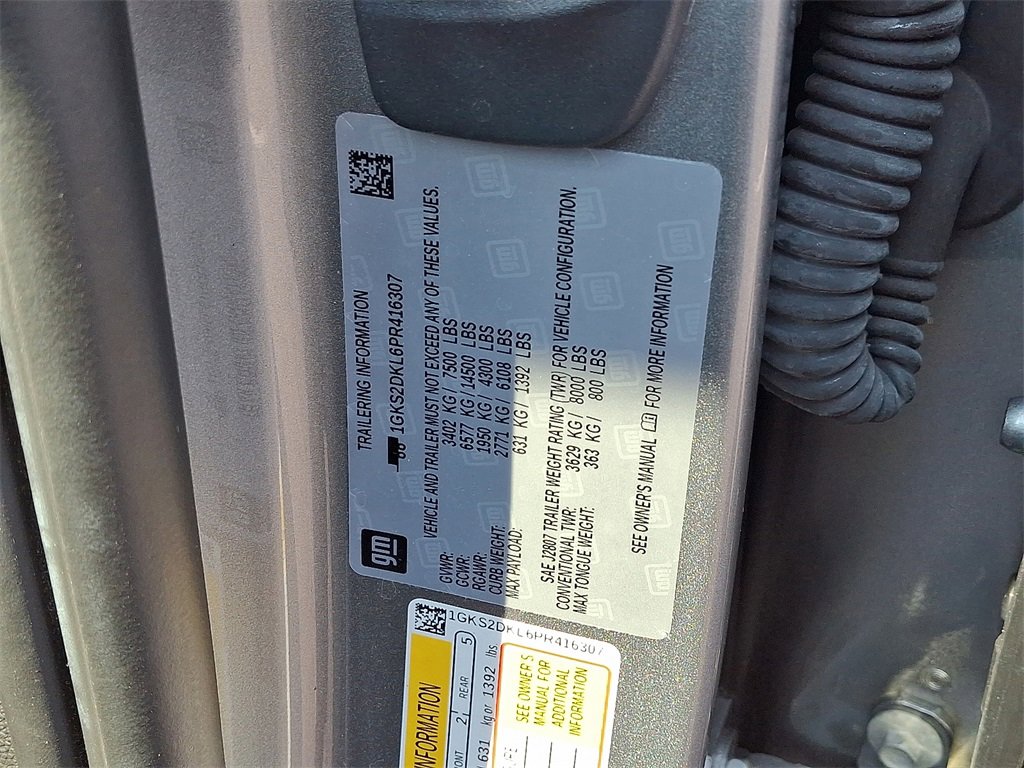 TRAILERING INFORMATION
1GKS2DKL6PR416307
gm
VEHICLE AND TRAILER MUST NOT EXCEED ANY OF THESE VALUES.
GVWR: 3402 KG / 7500 LBS
GCWR: 6577 KG / 14500 LBS
RGAWR: 1950 KG / 4300 LBS
CURB WEIGHT: 2771 KG / 6108 LBS
MAX PAYLOAD: 631 KG / 1392 LBS
SAE J2807 TRAILER WEIGHT RATING (TWR) FOR VEHICLE CONFIGURATION.
CONVENTIONAL TWR: 3629 KG / 8000 LBS
MAX TONGUE WEIGHT: 363 KG / 800 LBS
SEE OWNER'S MANUAL FOR MORE INFORMATION
1GKS2DKL6PR416307
INFORMATION
2 REAR 5
631 kg or 1392 lbs
SEE OWNER'S
MANUAL FOR
ADDITIONAL
INFORMATION